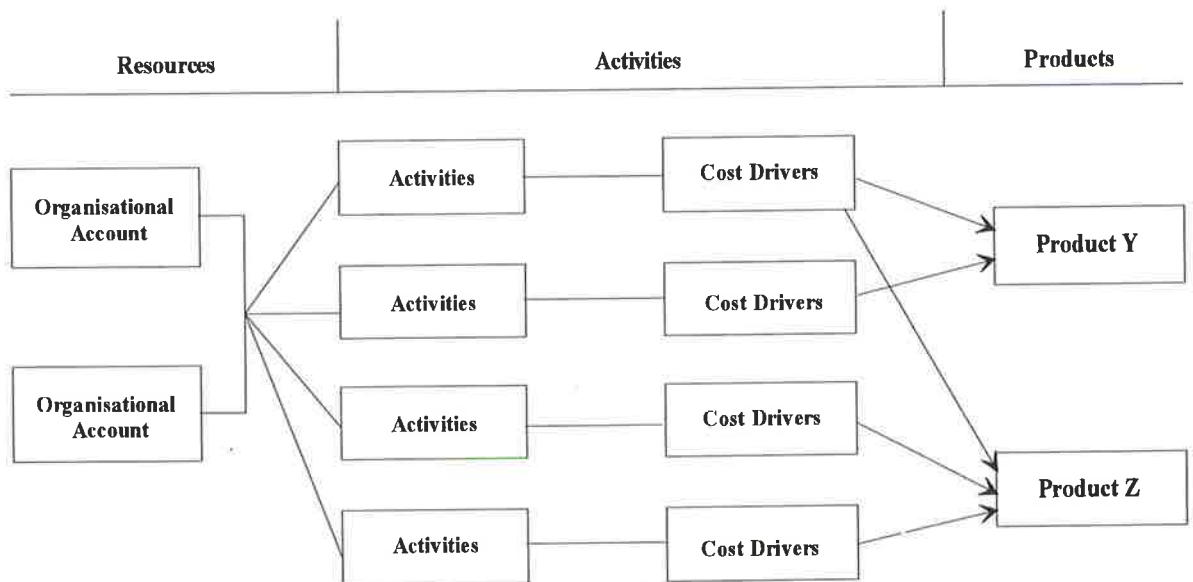 Resources
Activities
Products
Organisational
Account
Organisational
Account
Activities
Activities
Activities
Activities
Cost Drivers
Cost Drivers
Cost Drivers
Cost Drivers
Product Y
Product Z